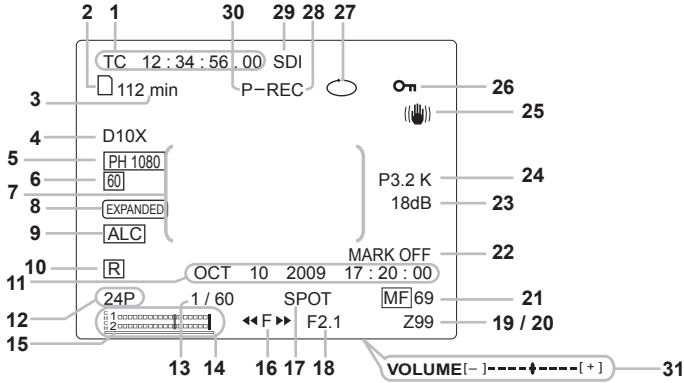 30 29 28 27
2 1
TC 12 : 34 : 56 . 00 SDI
3 112 min P-REC 26
25
4 D10X
5 PH 1080
6 60 P3.2 K 24
7 18dB 23
8 EXPANDED
9 ALC
MARK OFF 22
10 R
11 OCT 10 2009 17 : 20 : 00
12 24P 1 / 60 SPOT MF 69 21
CH 1
2 F F2.1 Z99 19 / 20
15 13 14 16 17 18
VOLUME [ – ] [ + ] 31